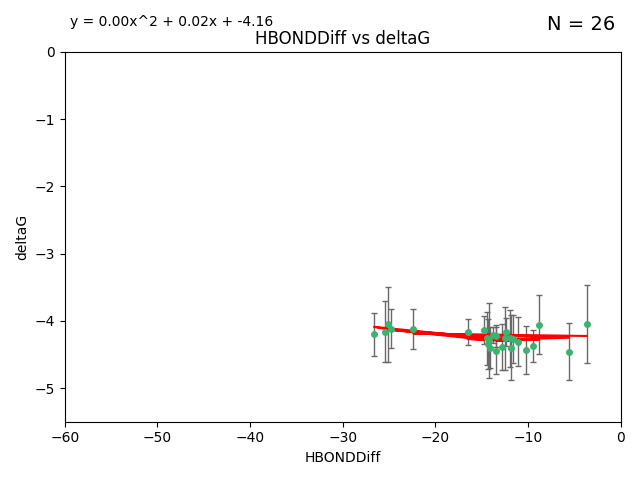 y = 0.00x^2 + 0.02x + -4.16
N = 26
HBONDDiff vs deltaG
0
−1
−2
−3
−4
−5
deltaG
−60 −50 −40 −30 −20 −10 0
HBONDDiff